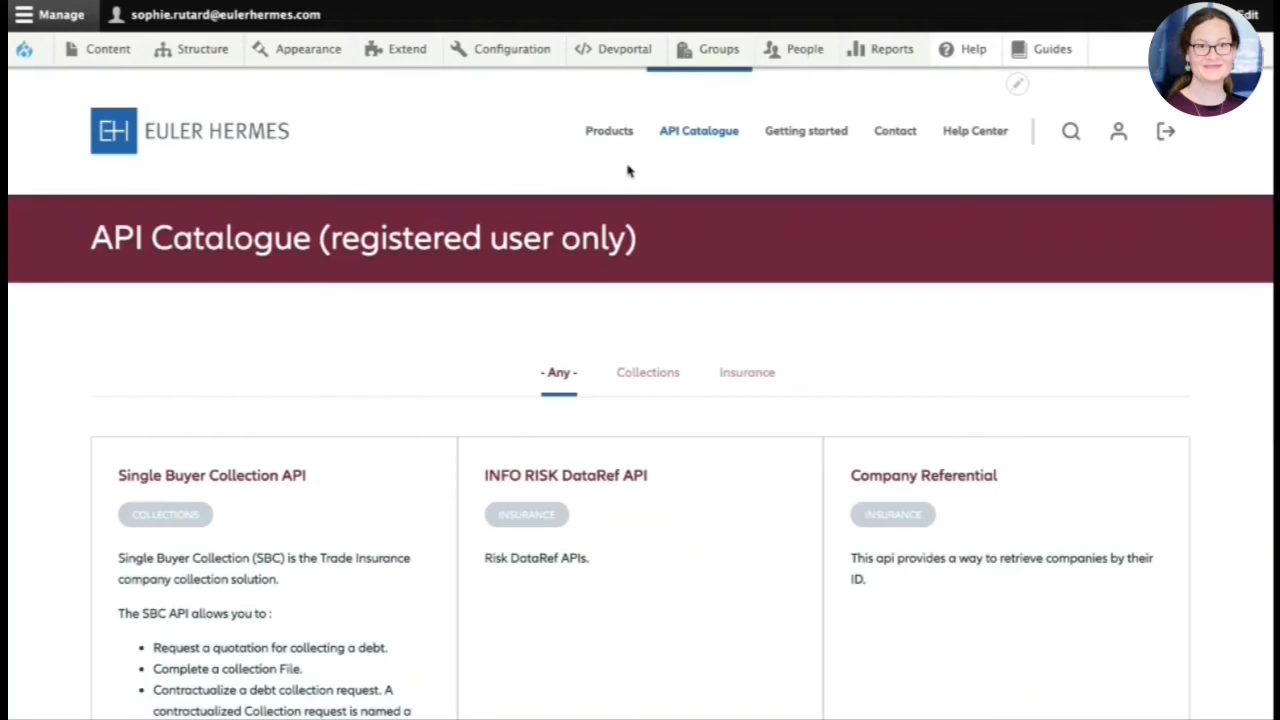 Manage sophie.rutard@eulerhermes.com Edit
Content Structure Appearance Extend Configuration Devportal Groups People Reports Help Guides
EH EULER HERMES
Products API Catalogue Getting started Contact Help Center
API Catalogue (registered user only)
- Any - Collections Insurance
Single Buyer Collection API
COLLECTIONS
Single Buyer Collection (SBC) is the Trade Insurance
company collection solution.
The SBC API allows you to :
• Request a quotation for collecting a debt.
• Complete a collection File.
• Contractualize a debt collection request. A
contractualized Collection request is named a
INFO RISK DataRef API
INSURANCE
Risk DataRef APIs.
Company Referential
INSURANCE
This api provides a way to retrieve companies by their
ID.